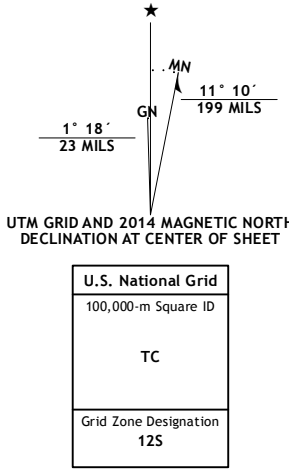 ★
MN
GN
11° 10´
199 MILS
1° 18´
23 MILS
UTM GRID AND 2014 MAGNETIC NORTH
DECLINATION AT CENTER OF SHEET
U.S. National Grid
100,000-m Square ID
TC
Grid Zone Designation
12S